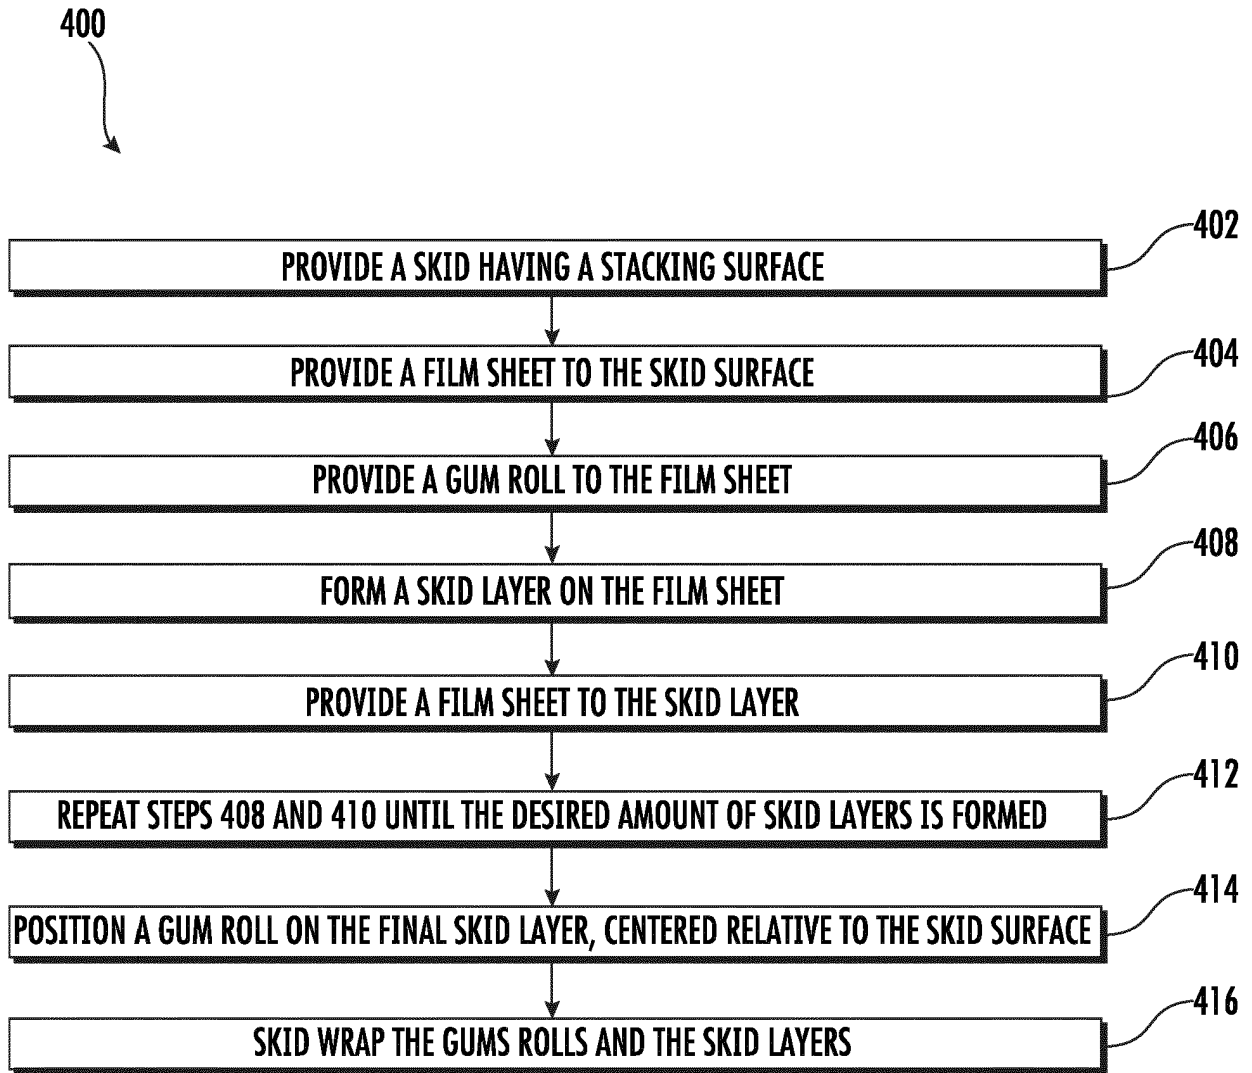 400
402
PROVIDE A SKID HAVING A STACKING SURFACE
404
PROVIDE A FILM SHEET TO THE SKID SURFACE
406
PROVIDE A GUM ROLL TO THE FILM SHEET
408
FORM A SKID LAYER ON THE FILM SHEET
410
PROVIDE A FILM SHEET TO THE SKID LAYER
412
REPEAT STEPS 408 AND 410 UNTIL THE DESIRED AMOUNT OF SKID LAYERS IS FORMED
414
POSITION A GUM ROLL ON THE FINAL SKID LAYER, CENTERED RELATIVE TO THE SKID SURFACE
416
SKID WRAP THE GUMS ROLLS AND THE SKID LAYERS